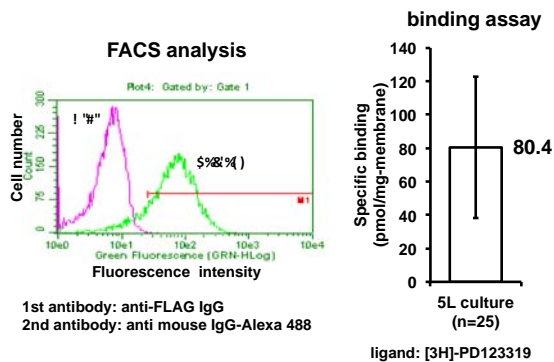 FACS analysis
Plot4: Gated by: Gate 1
Cell number
Count
300
225
150
75
0
! "#"
$%&'%()
M1
10e0 10e1 10e2 10e3 10e4
Green Fluorescence (GRN-HLog)
Fluorescence intensity
1st antibody: anti-FLAG IgG
2nd antibody: anti mouse IgG-Alexa 488
binding assay
Specific binding
(pmol/mg-membrane)
140
120
100
80
60
40
20
0
80.4
5L culture
(n=25)
ligand: [3H]-PD123319